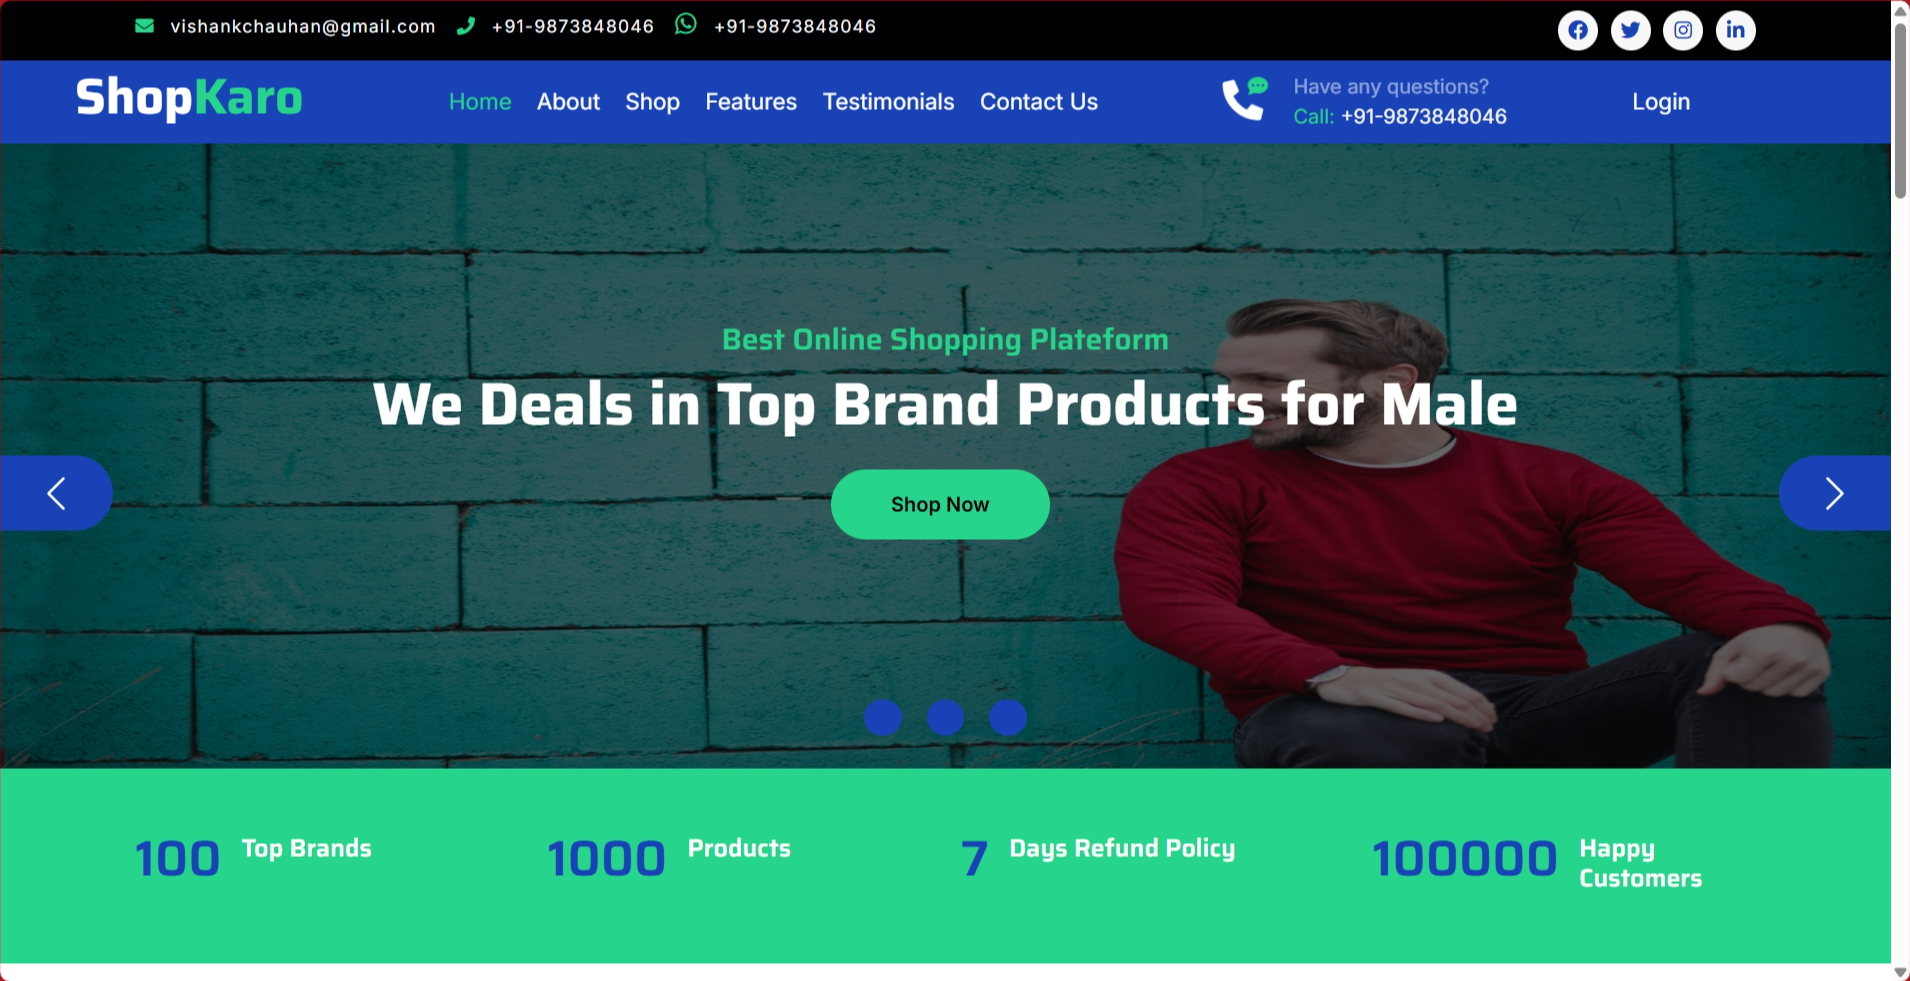 vishankchauhan@gmail.com +91-9873848046 +91-9873848046
ShopKaro
Home About Shop Features Testimonials Contact Us
Have any questions?
Call: +91-9873848046
Login
Best Online Shopping Plateform
We Deals in Top Brand Products for Male
Shop Now
100 Top Brands
1000 Products
7 Days Refund Policy
100000 Happy
Customers